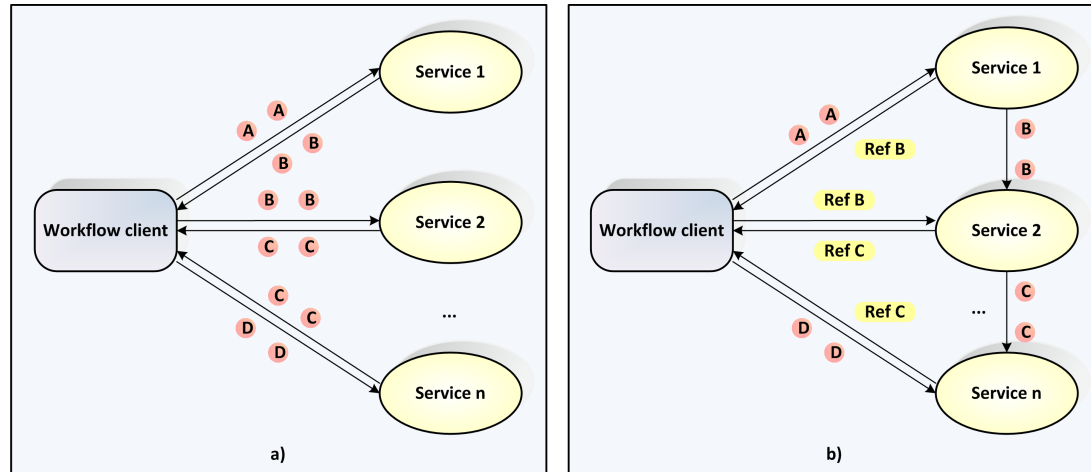 Service 1
A
A
B
B
B B
Workflow client
Service 2
C C
C
C
D
D
...
Service n
a)
Service 1
A
A
Ref B
B
B
Ref B
Workflow client
Service 2
Ref C
C
Ref C
...
D
D
C
Service n
b)